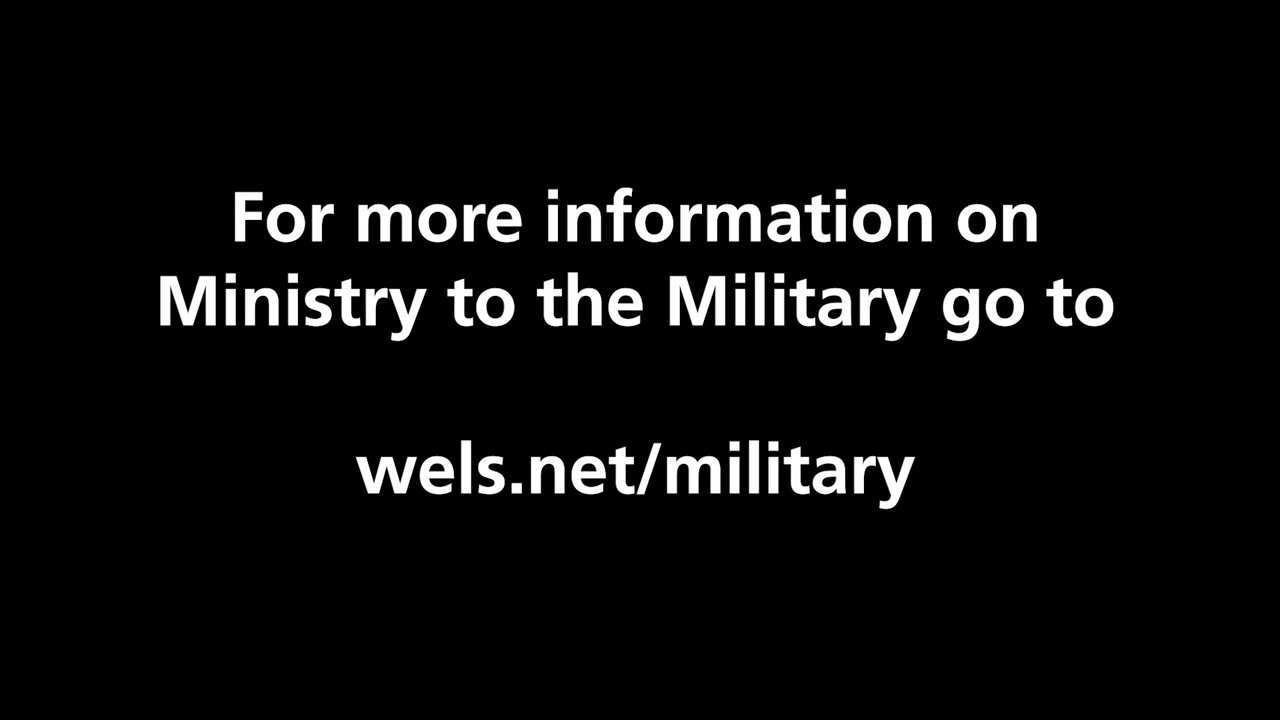 For more information on
Ministry to the Military go to
wels.net/military